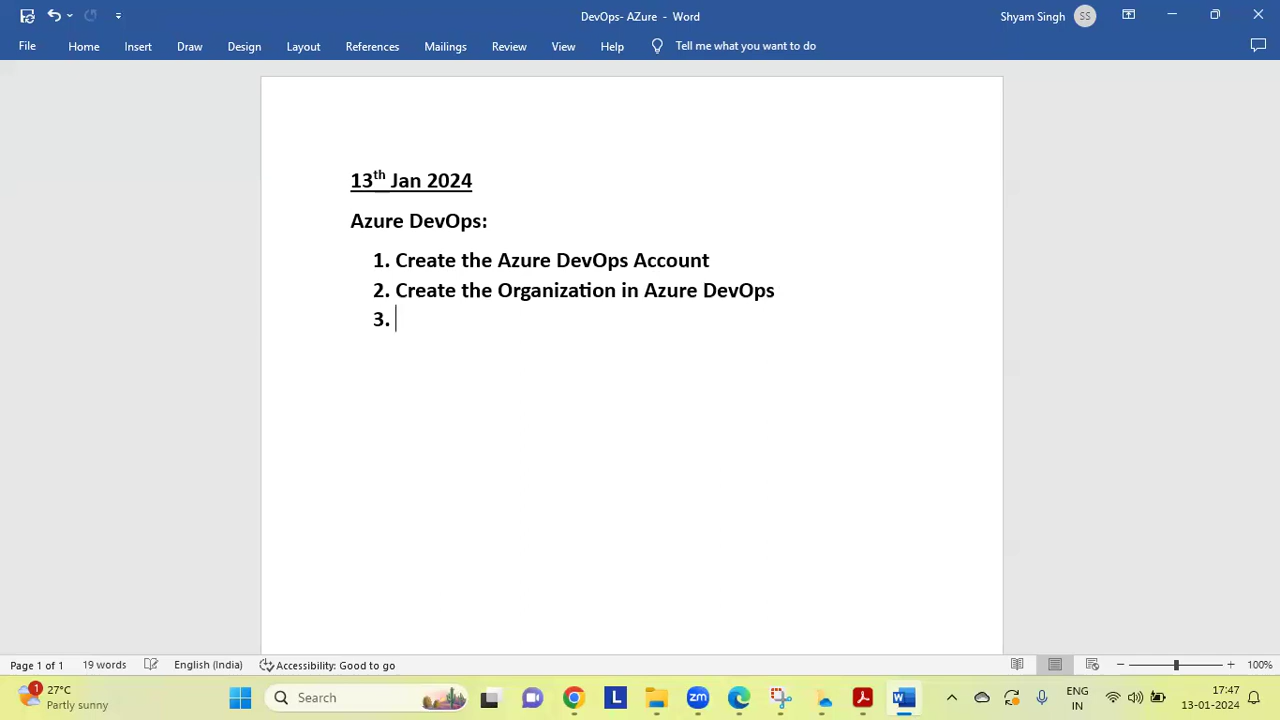 DevOps- AZure - Word
Shyam Singh SS
File Home Insert Draw Design Layout References Mailings Review View Help Tell me what you want to do
13th Jan 2024
Azure DevOps:
1. Create the Azure DevOps Account
2. Create the Organization in Azure DevOps
3.
Page 1 of 1 19 words English (India) Accessibility: Good to go 100%
1 27°C
Partly sunny
Search
L
zm
W
ENG
IN
17:47
13-01-2024